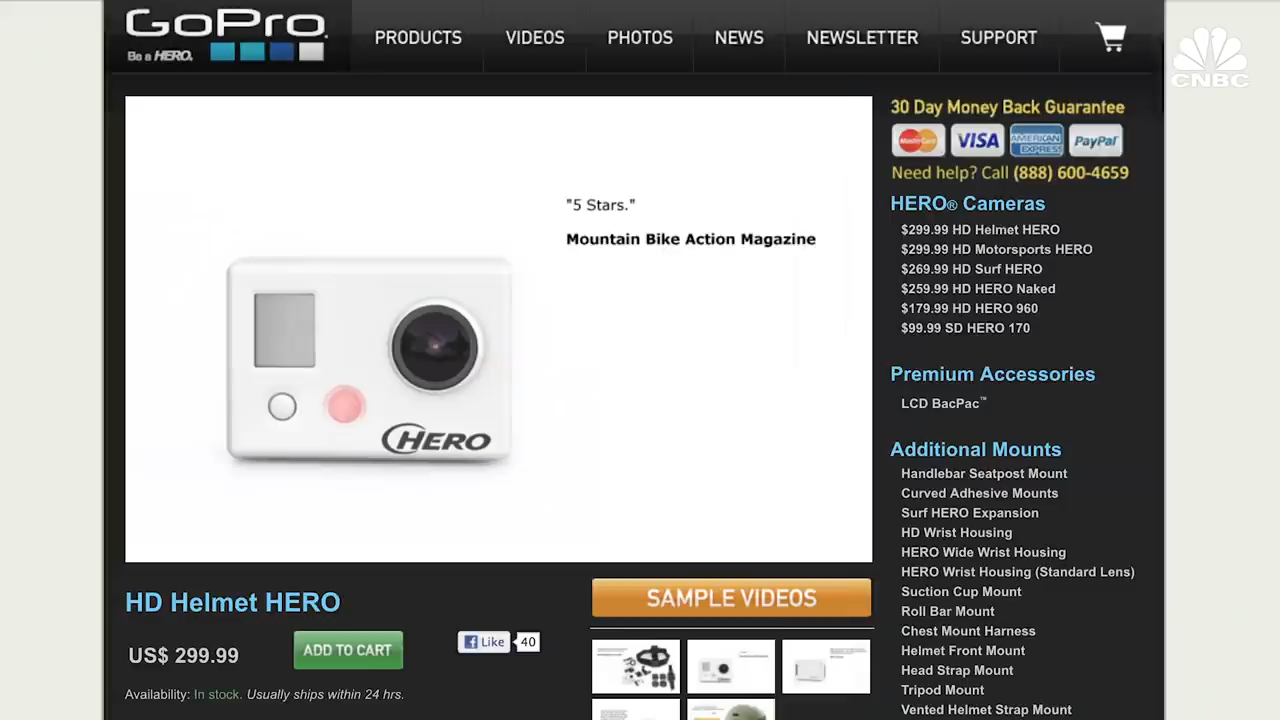 GoPro
Be a HERO.
PRODUCTS
VIDEOS
PHOTOS
NEWS
NEWSLETTER
SUPPORT
CNBC
"5 Stars."
Mountain Bike Action Magazine
HERO
30 Day Money Back Guarantee
MasterCard
VISA
AMERICAN EXPRESS
PayPal
Need help? Call (888) 600-4659
HERO® Cameras
$299.99 HD Helmet HERO
$299.99 HD Motorsports HERO
$269.99 HD Surf HERO
$259.99 HD HERO Naked
$179.99 HD HERO 960
$99.99 SD HERO 170
Premium Accessories
LCD BacPac™
Additional Mounts
Handlebar Seatpost Mount
Curved Adhesive Mounts
Surf HERO Expansion
HD Wrist Housing
HERO Wide Wrist Housing
HERO Wrist Housing (Standard Lens)
Suction Cup Mount
Roll Bar Mount
Chest Mount Harness
Helmet Front Mount
Head Strap Mount
Tripod Mount
Vented Helmet Strap Mount
HD Helmet HERO
US$ 299.99
ADD TO CART
Like
40
Availability: In stock. Usually ships within 24 hrs.
SAMPLE VIDEOS